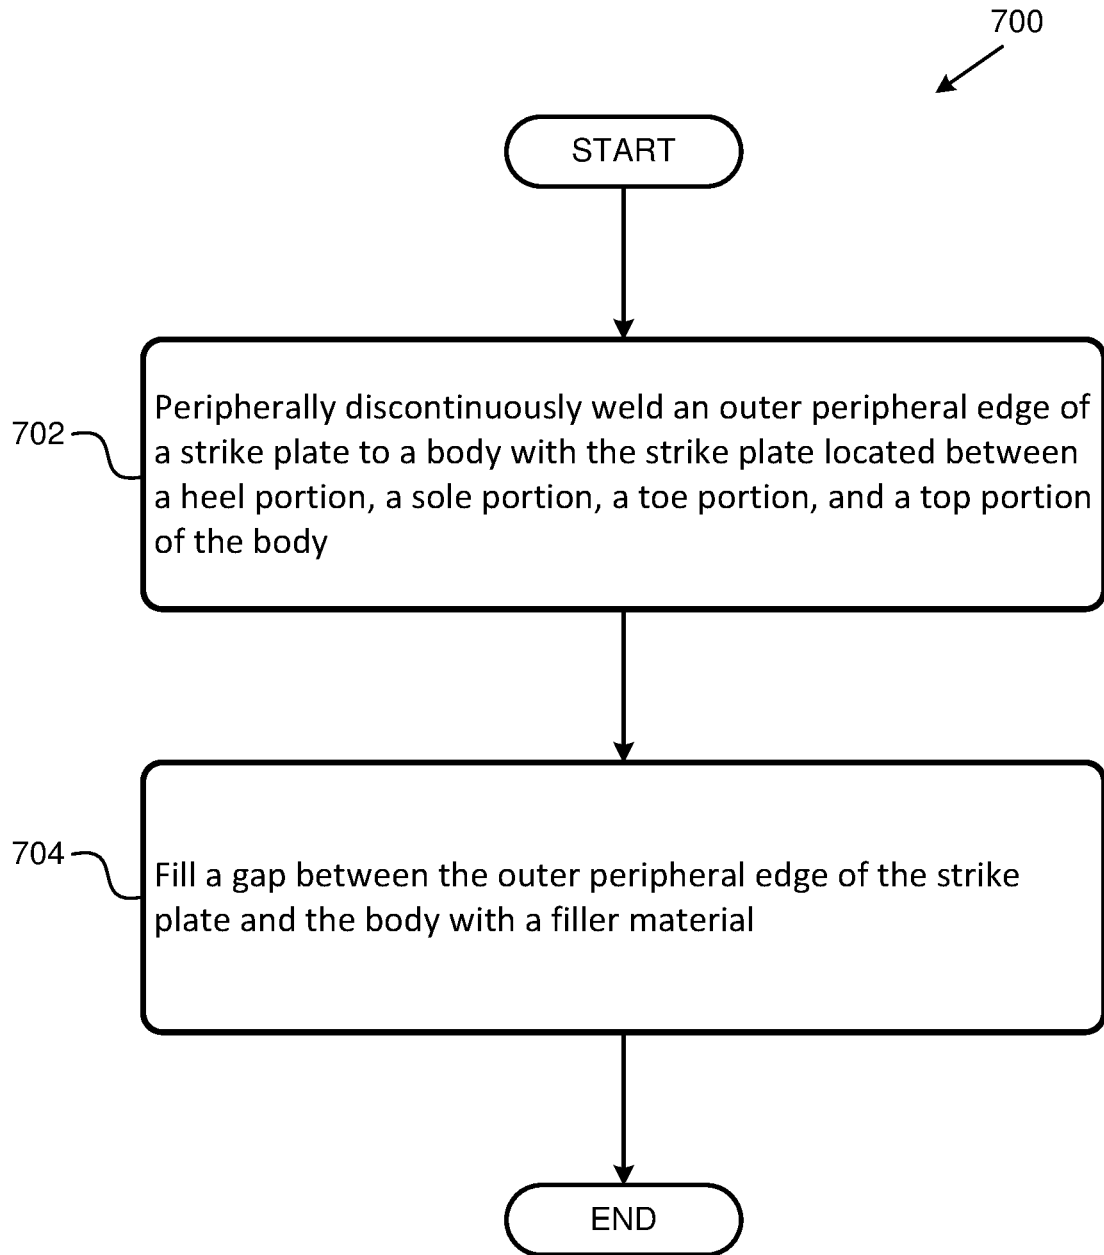 700
START
702
Peripherally discontinuously weld an outer peripheral edge of
a strike plate to a body with the strike plate located between
a heel portion, a sole portion, a toe portion, and a top portion
of the body
704
Fill a gap between the outer peripheral edge of the strike
plate and the body with a filler material
END